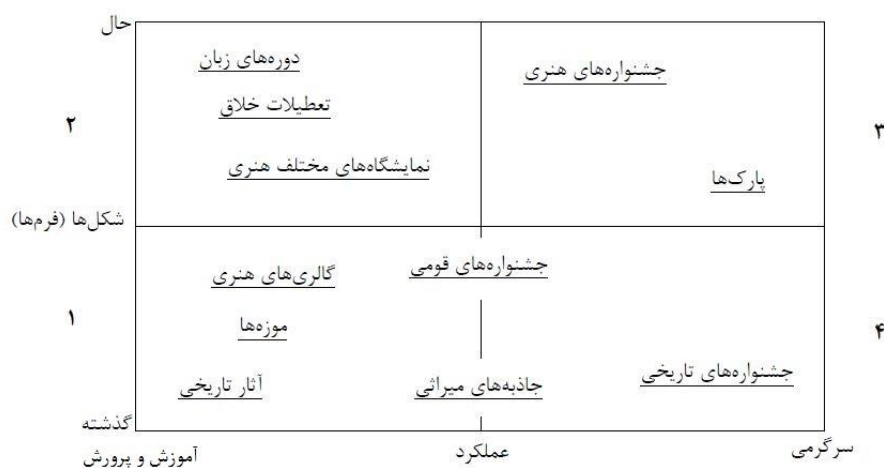 حال
دوره‌های زبان
جشنواره‌های هنری
تعطیلات خلاق
۲
۳
نمایشگاه‌های مختلف هنری
پارک‌ها
شکل‌ها (فرم‌ها)
جشنواره‌های قومی
گالری‌های هنری
۱
موزه‌ها
۴
جشنواره‌های تاریخی
جاذبه‌های میراثی
آثار تاریخی
گذشته
سرگرمی
عملکرد
آموزش و پرورش